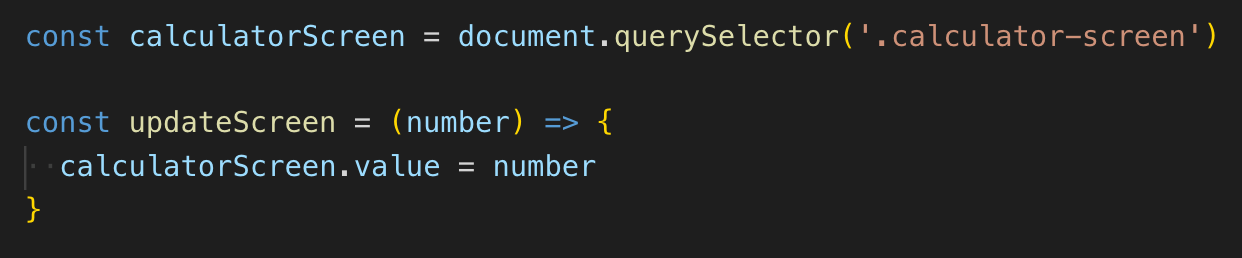 const calculatorScreen = document.querySelector('.calculator-screen')
const updateScreen = (number) => {
  calculatorScreen.value = number
}